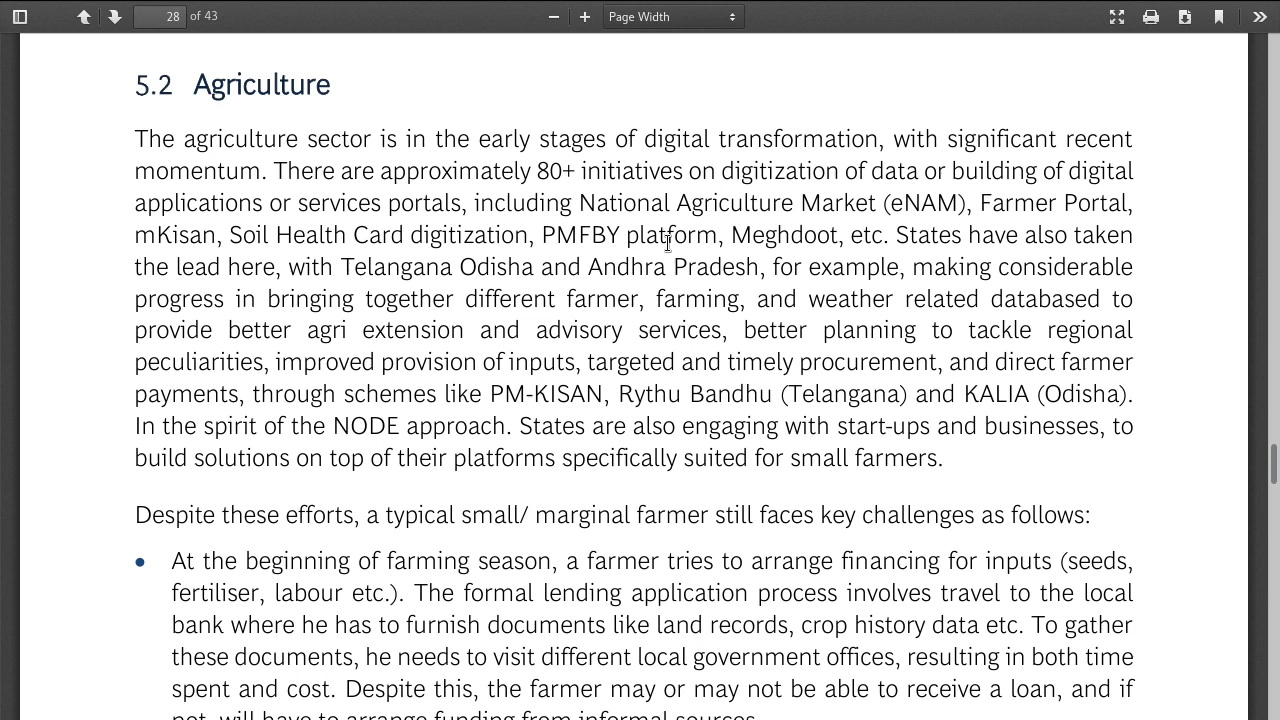 28 of 43 Page Width
5.2 Agriculture
The agriculture sector is in the early stages of digital transformation, with significant recent
momentum. There are approximately 80+ initiatives on digitization of data or building of digital
applications or services portals, including National Agriculture Market (eNAM), Farmer Portal,
mKisan, Soil Health Card digitization, PMFBY platform, Meghdoot, etc. States have also taken
the lead here, with Telangana Odisha and Andhra Pradesh, for example, making considerable
progress in bringing together different farmer, farming, and weather related databased to
provide better agri extension and advisory services, better planning to tackle regional
peculiarities, improved provision of inputs, targeted and timely procurement, and direct farmer
payments, through schemes like PM-KISAN, Rythu Bandhu (Telangana) and KALIA (Odisha).
In the spirit of the NODE approach. States are also engaging with start-ups and businesses, to
build solutions on top of their platforms specifically suited for small farmers.
Despite these efforts, a typical small/ marginal farmer still faces key challenges as follows:
• At the beginning of farming season, a farmer tries to arrange financing for inputs (seeds,
fertiliser, labour etc.). The formal lending application process involves travel to the local
bank where he has to furnish documents like land records, crop history data etc. To gather
these documents, he needs to visit different local government offices, resulting in both time
spent and cost. Despite this, the farmer may or may not be able to receive a loan, and if
not, will have to arrange funding from informal sources.